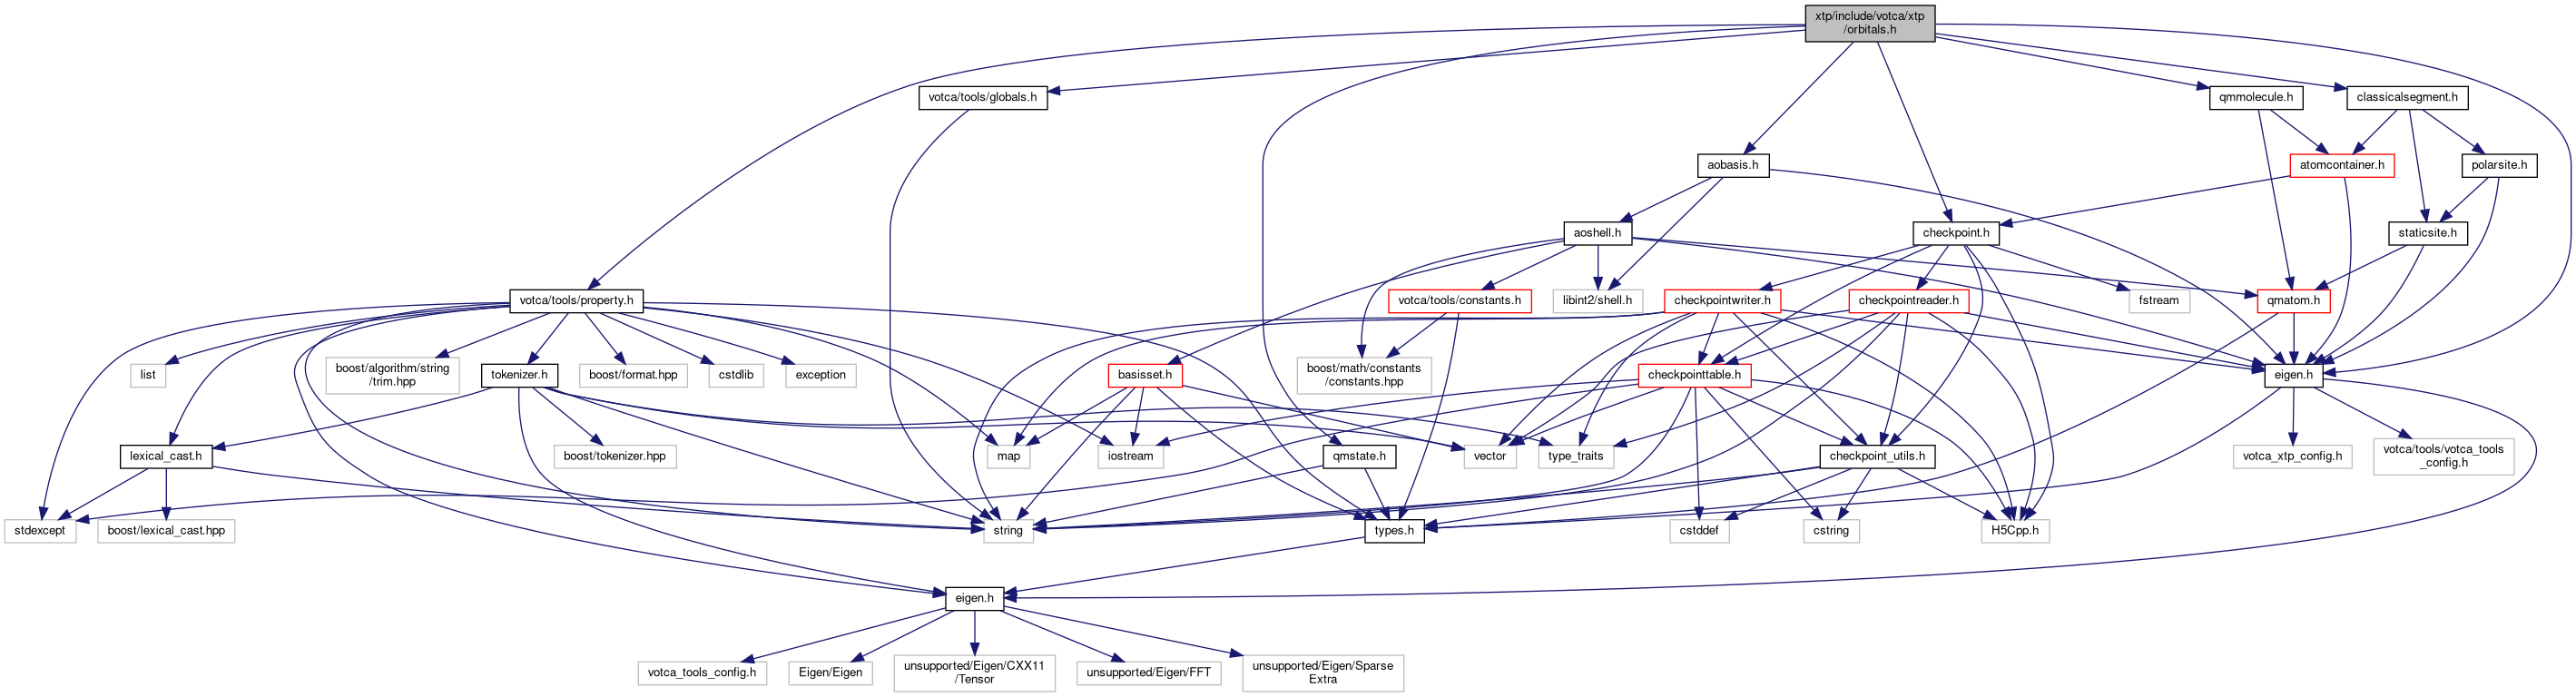 xtp/include/votca/xtp
/orbitals.h
votca/tools/globals.h
qmmolecule.h
classicalsegment.h
aobasis.h
atomcontainer.h
polarsite.h
aoshell.h
checkpoint.h
staticsite.h
votca/tools/property.h
votca/tools/constants.h
libint2/shell.h
checkpointwriter.h
checkpointreader.h
fstream
qmatom.h
list
boost/algorithm/string
/trim.hpp
tokenizer.h
boost/format.hpp
cstdlib
exception
basisset.h
boost/math/constants
/constants.hpp
checkpointtable.h
eigen.h
lexical_cast.h
boost/tokenizer.hpp
map
iostream
qmstate.h
vector
type_traits
checkpoint_utils.h
votca_xtp_config.h
votca/tools/votca_tools
_config.h
stdexcept
boost/lexical_cast.hpp
string
types.h
cstddef
cstring
H5Cpp.h
eigen.h
votca_tools_config.h
Eigen/Eigen
unsupported/Eigen/CXX11
/Tensor
unsupported/Eigen/FFT
unsupported/Eigen/Sparse
Extra